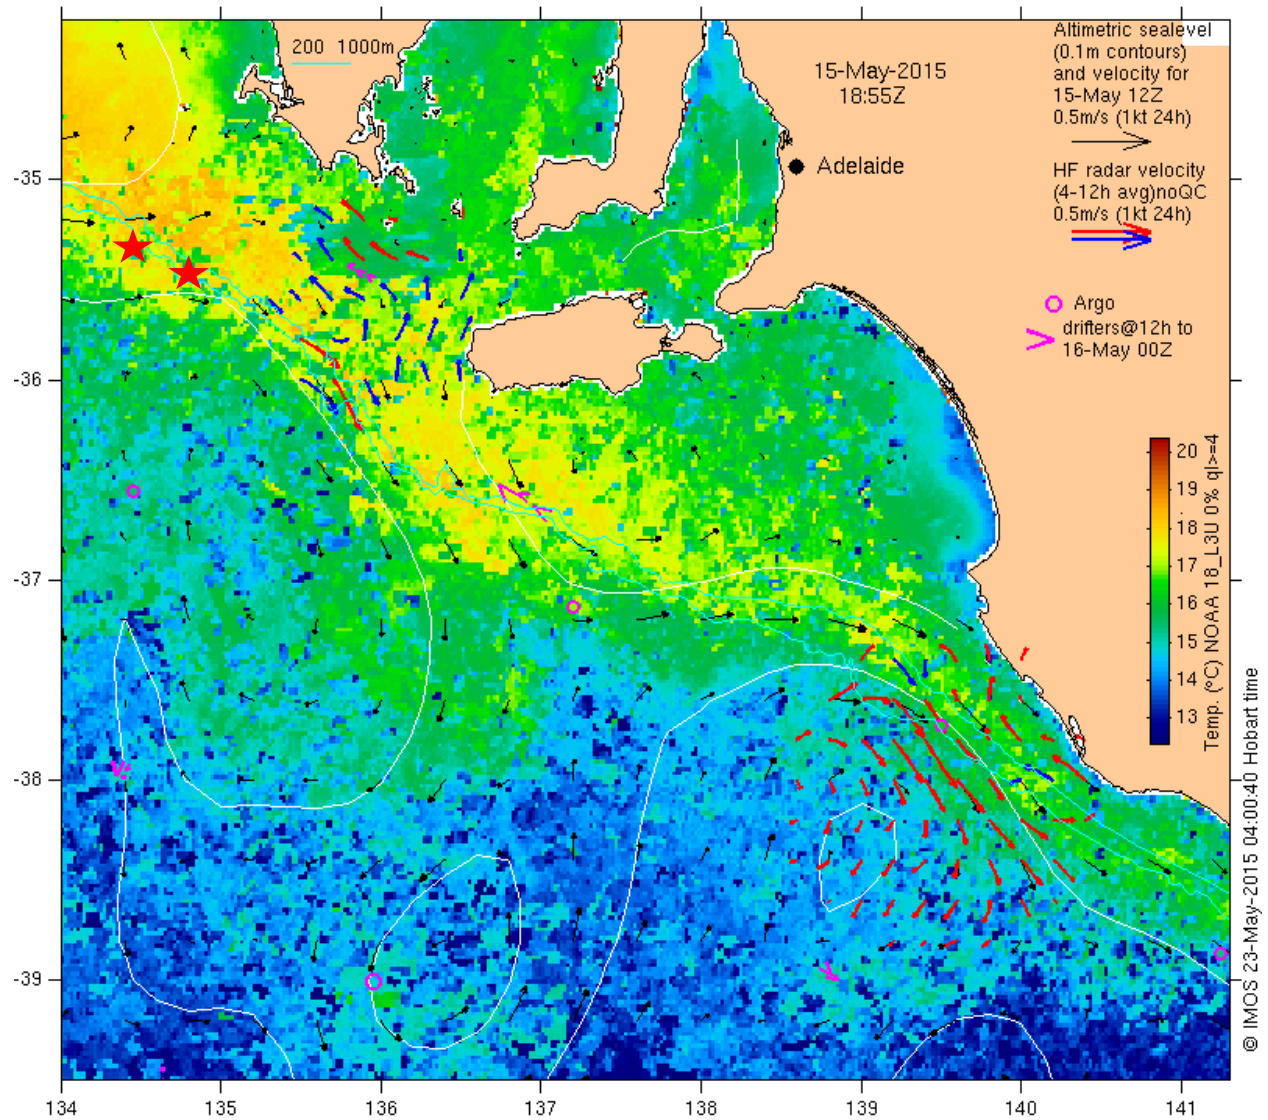 200 1000m
15-May-2015
18:55Z
Adelaide
Altimetric sealevel
(0.1m contours)
and velocity for
15-May 12Z
0.5m/s (1kt 24h)
HF radar velocity
(4-12h avg)noQC
0.5m/s (1kt 24h)
Argo
drifters@12h to
16-May 00Z
-35
-36
-37
-38
-39
20
19
18
17
16
15
14
13
Temp. (°C) NOAA 18_L3U 0% ql>=4
© IMOS 23-May-2015 04:00:40 Hobart time
134
135
136
137
138
139
140
141